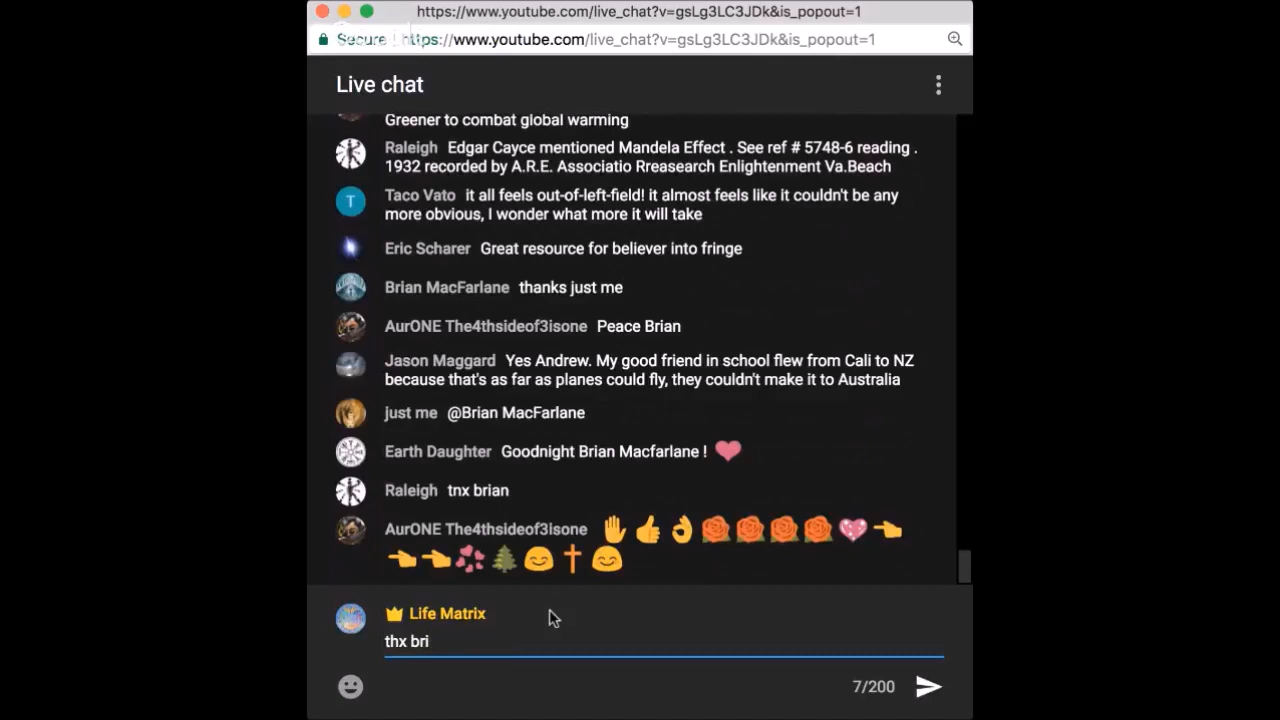 https://www.youtube.com/live_chat?v=gsLg3LC3JDk&is_popout=1
Secure https://www.youtube.com/live_chat?v=gsLg3LC3JDk&is_popout=1
Live chat
Greener to combat global warming
Raleigh Edgar Cayce mentioned Mandela Effect . See ref # 5748-6 reading .
1932 recorded by A.R.E. Associatio Rreasearch Enlightenment Va.Beach
T Taco Vato it all feels out-of-left-field! it almost feels like it couldn't be any
more obvious, I wonder what more it will take
Eric Scharer Great resource for believer into fringe
Brian MacFarlane thanks just me
AurONE The4thsideof3isone Peace Brian
Jason Maggard Yes Andrew. My good friend in school flew from Cali to NZ
because that's as far as planes could fly, they couldn't make it to Australia
just me @Brian MacFarlane
Earth Daughter Goodnight Brian Macfarlane !
Raleigh tnx brian
AurONE The4thsideof3isone
Life Matrix
thx bri
7/200